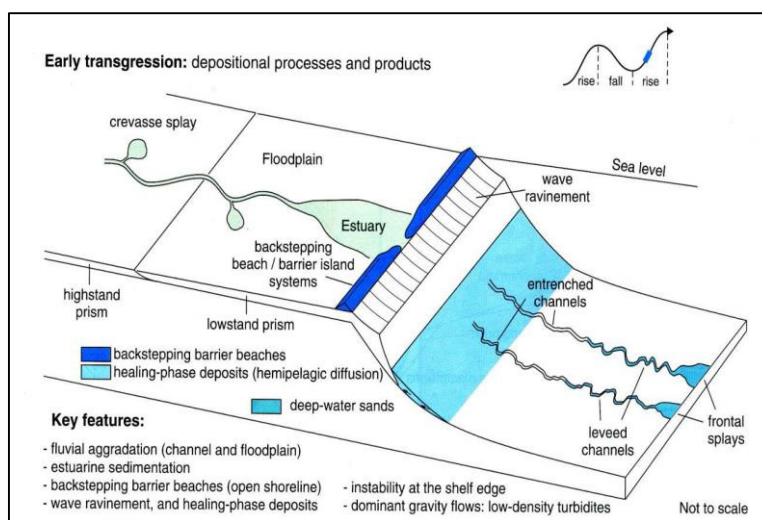 Early transgression: depositional processes and products
rise fall rise
crevasse splay
Floodplain
Sea level
wave
ravinement
Estuary
backstepping
beach / barrier island
systems
entrenched
channels
highstand
prism
lowstand prism
backstepping barrier beaches
healing-phase deposits (hemipelagic diffusion)
deep-water sands
leveed
channels
frontal
splays
Key features:
- fluvial aggradation (channel and floodplain)
- estuarine sedimentation
- backstepping barrier beaches (open shoreline)
- wave ravinement, and healing-phase deposits
- instability at the shelf edge
- dominant gravity flows: low-density turbidites
Not to scale